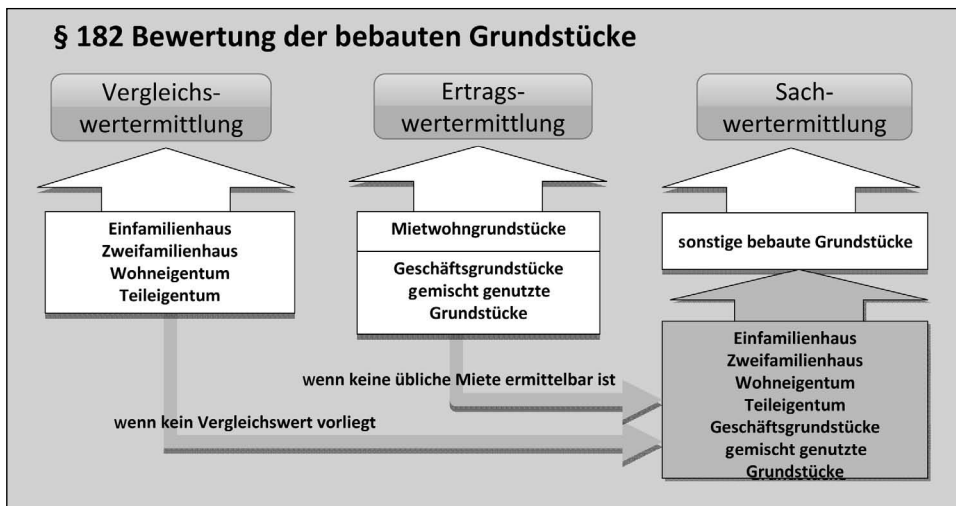 § 182 Bewertung der bebauten Grundstücke
Vergleichs-
wertermittlung
Ertrags-
wertermittlung
Sach-
wertermittlung
Einfamilienhaus
Zweifamilienhaus
Wohneigentum
Teileigentum
Mietwohngrundstücke
Geschäftsgrundstücke
gemischt genutzte
Grundstücke
sonstige bebaute Grundstücke
wenn keine übliche Miete ermittelbar ist
wenn kein Vergleichswert vorliegt
Einfamilienhaus
Zweifamilienhaus
Wohneigentum
Teileigentum
Geschäftsgrundstücke
gemischt genutzte
Grundstücke